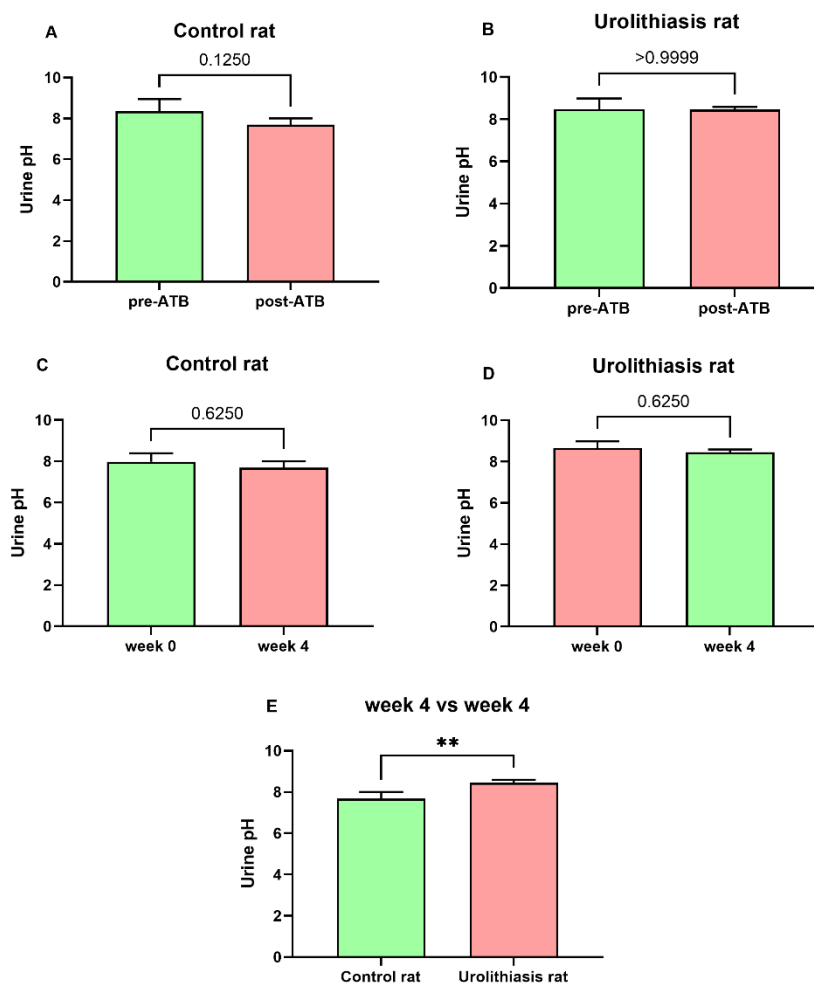 A
Control rat
0.1250
Urine pH
10
8
6
4
2
0
pre-ATB post-ATB
B
Urolithiasis rat
>0.9999
Urine pH
10
8
6
4
2
0
pre-ATB post-ATB
C
Control rat
0.6250
Urine pH
10
8
6
4
2
0
week 0 week 4
D
Urolithiasis rat
0.6250
Urine pH
10
8
6
4
2
0
week 0 week 4
E
week 4 vs week 4
**
Urine pH
10
8
6
4
2
0
Control rat Urolithiasis rat